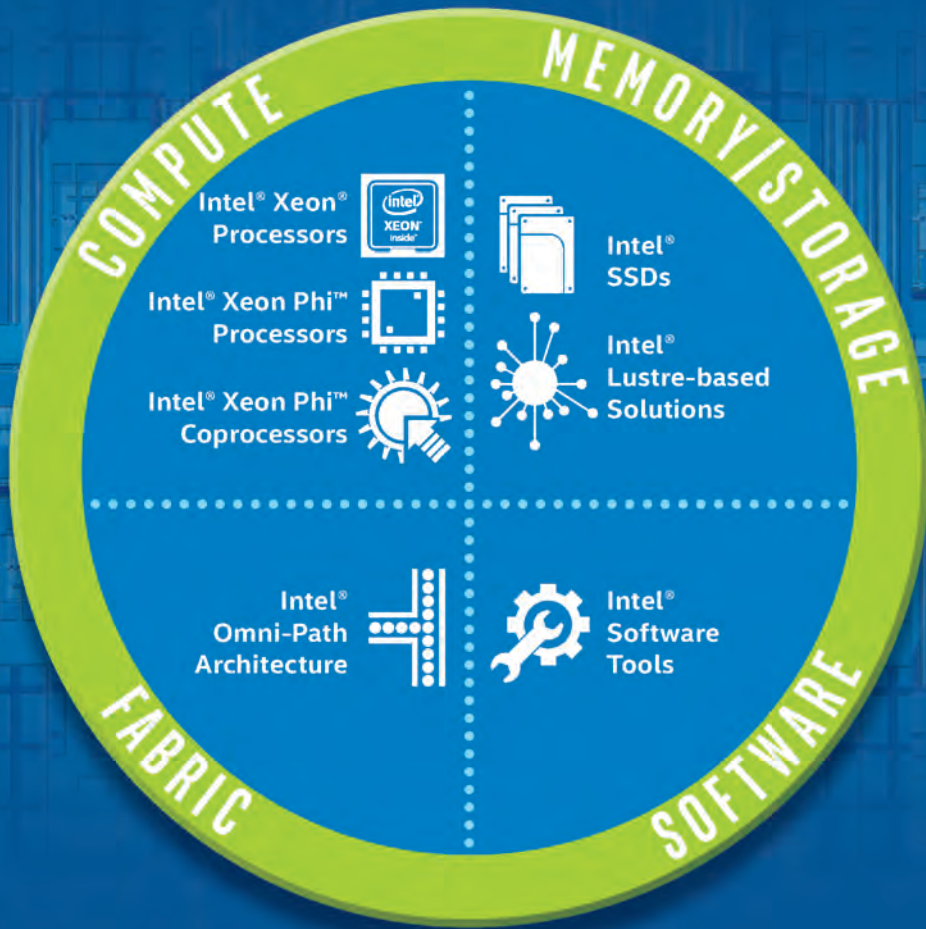 COMPUTE
Intel® Xeon®
Processors
intel®
XEON®
inside™
Intel® Xeon Phi™
Processors
Intel® Xeon Phi™
Coprocessors
MEMORY/STORAGE
Intel®
SSDs
Intel®
Lustre-based
Solutions
FABRIC
Intel®
Omni-Path
Architecture
SOFTWARE
Intel®
Software
Tools